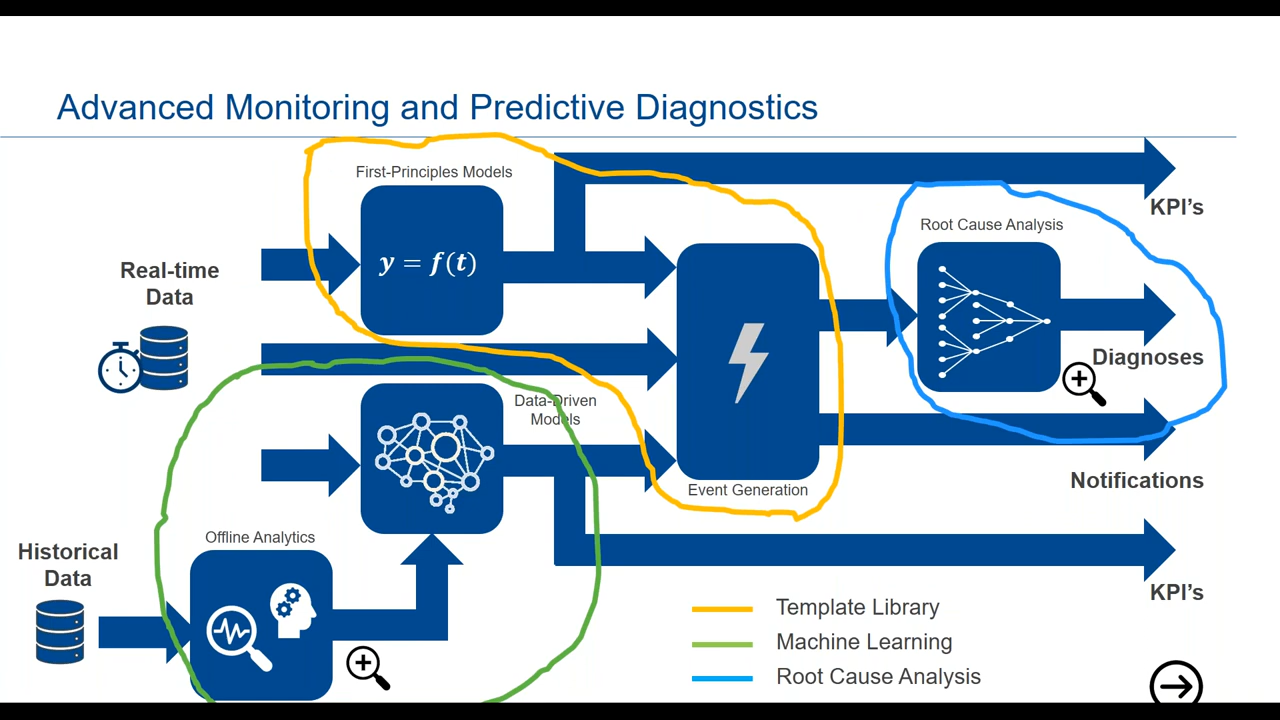 Advanced Monitoring and Predictive Diagnostics
First-Principles Models
KPI's
Root Cause Analysis
y = f(t)
Real-time
Data
Diagnoses
Data-Driven
Models
Notifications
Event Generation
Offline Analytics
Historical
Data
KPI's
Template Library
Machine Learning
Root Cause Analysis